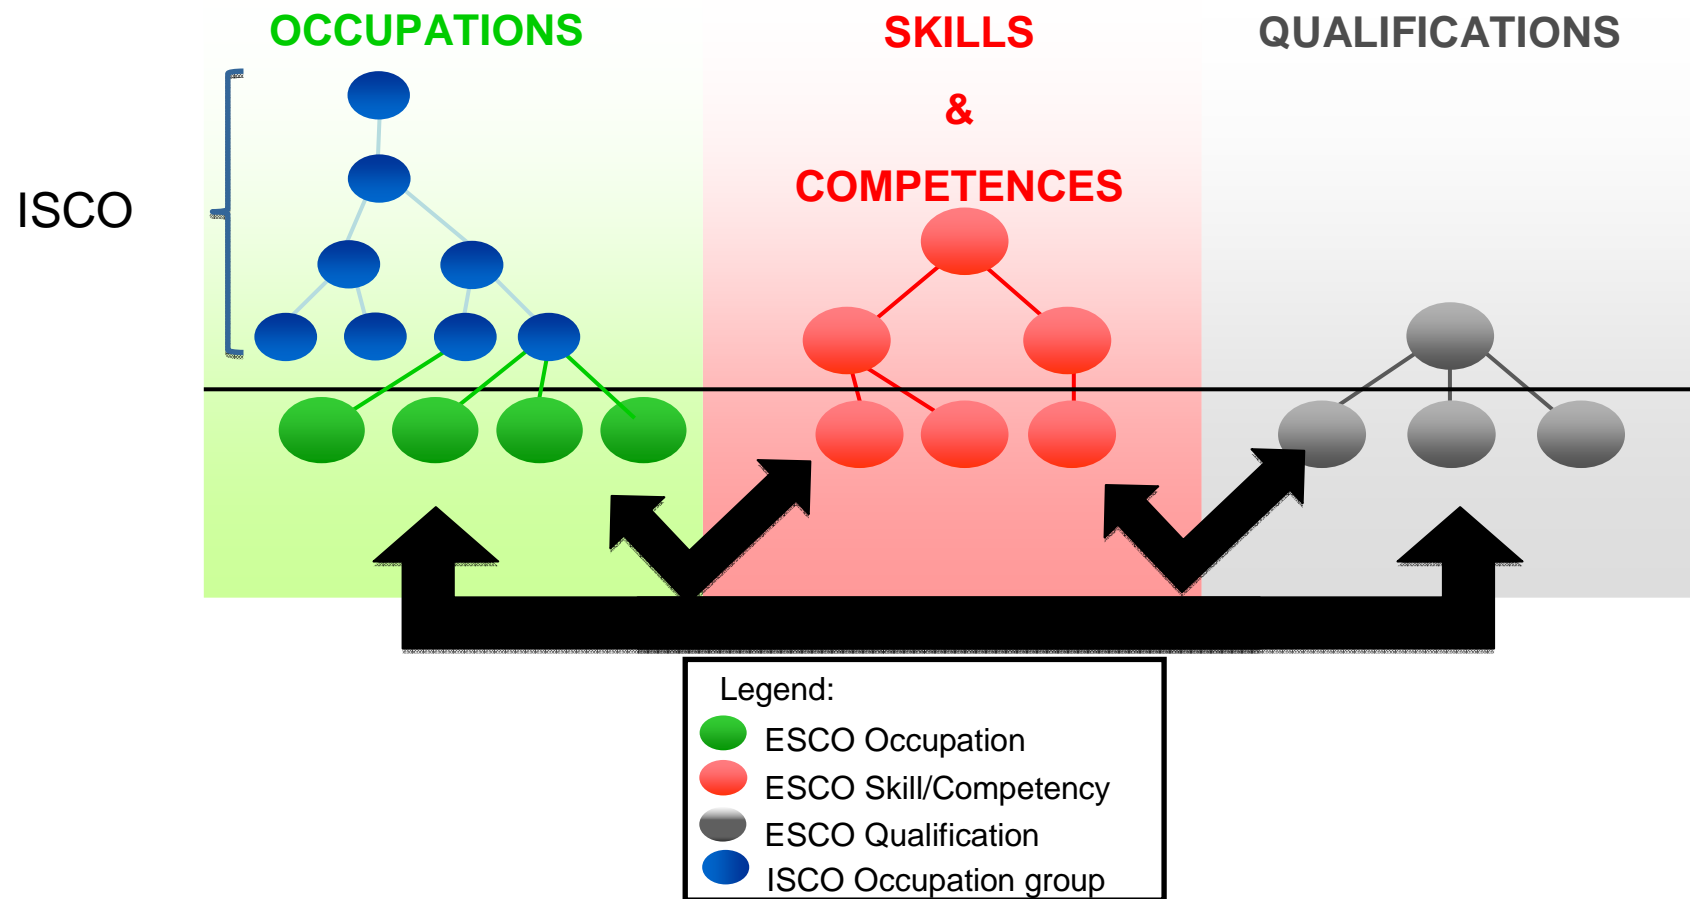 OCCUPATIONS
SKILLS
&
COMPETENCES
QUALIFICATIONS
ISCO
Legend:
ESCO Occupation
ESCO Skill/Competency
ESCO Qualification
ISCO Occupation group